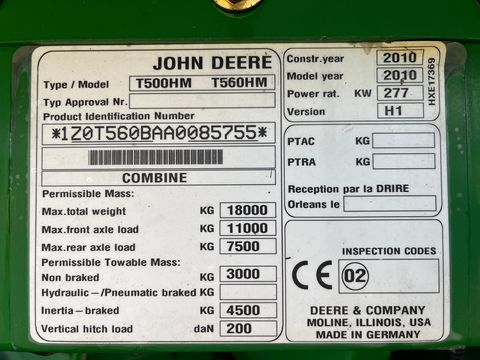 JOHN DEERE
Type / Model T500HM T560HM
Typ Approval Nr.
Product Identification Number
*1Z0T560BAA0085755*
COMBINE
Permissible Mass:
Max.total weight KG 18000
Max.front axle load KG 11000
Max.rear axle load KG 7500
Permissible Towable Mass:
Non braked KG 3000
Hydraulic-/Pneumatic braked KG
Inertia-braked KG 4500
Vertical hitch load daN 200
Constr.year 2010
Model year 2010
Power rat. KW 277
Version H1
HXE17369
PTAC KG
PTRA KG
Reception par la DRIRE
Orleans le
INSPECTION CODES
CE 02
DEERE & COMPANY
MOLINE, ILLINOIS, USA
MADE IN GERMANY